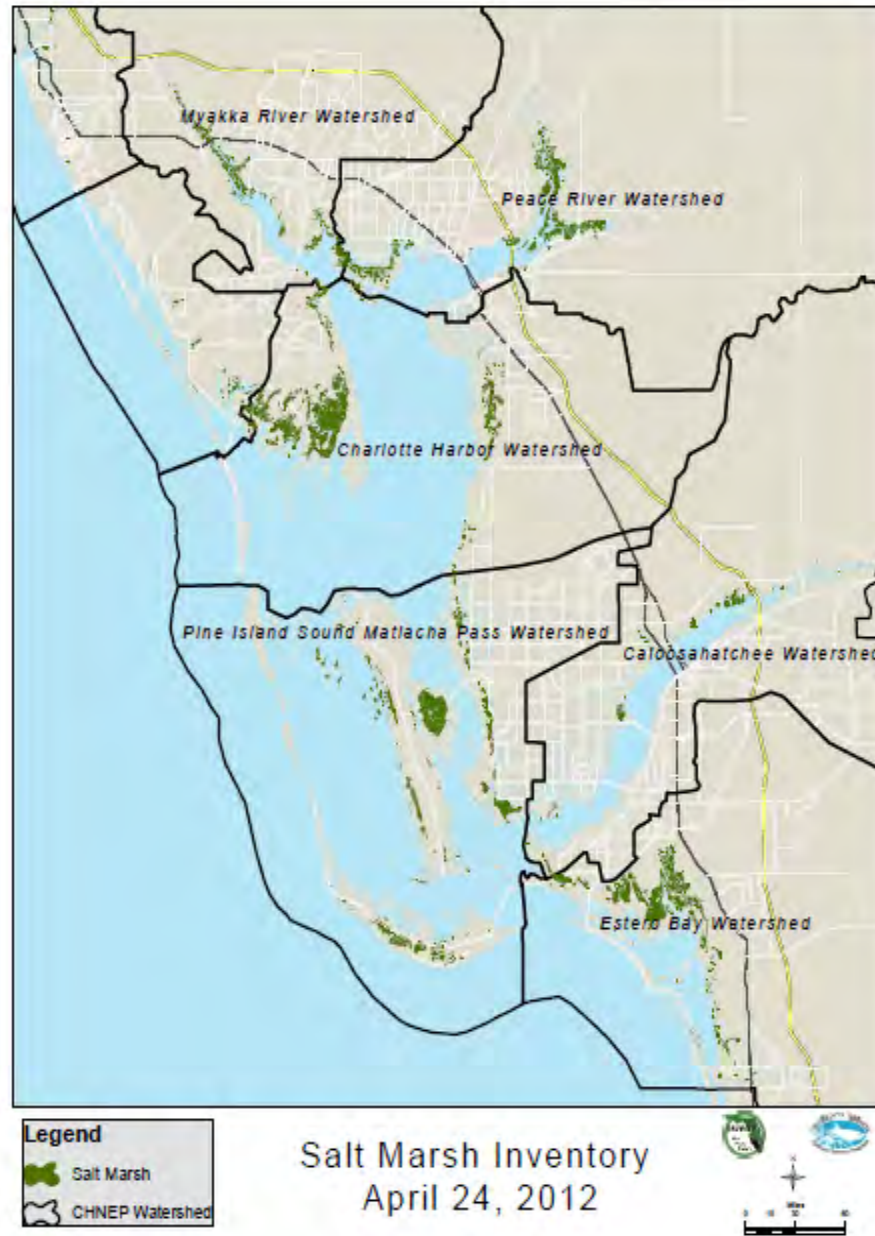 Myakka River Watershed
Peace River Watershed
Charlotte Harbor Watershed
Pine Island Sound Matlacha Pass Watershed
Caloosahatchee Watershed
Estero Bay Watershed
Legend
Salt Marsh
CHNEP Watershed
Salt Marsh Inventory
April 24, 2012
Miles